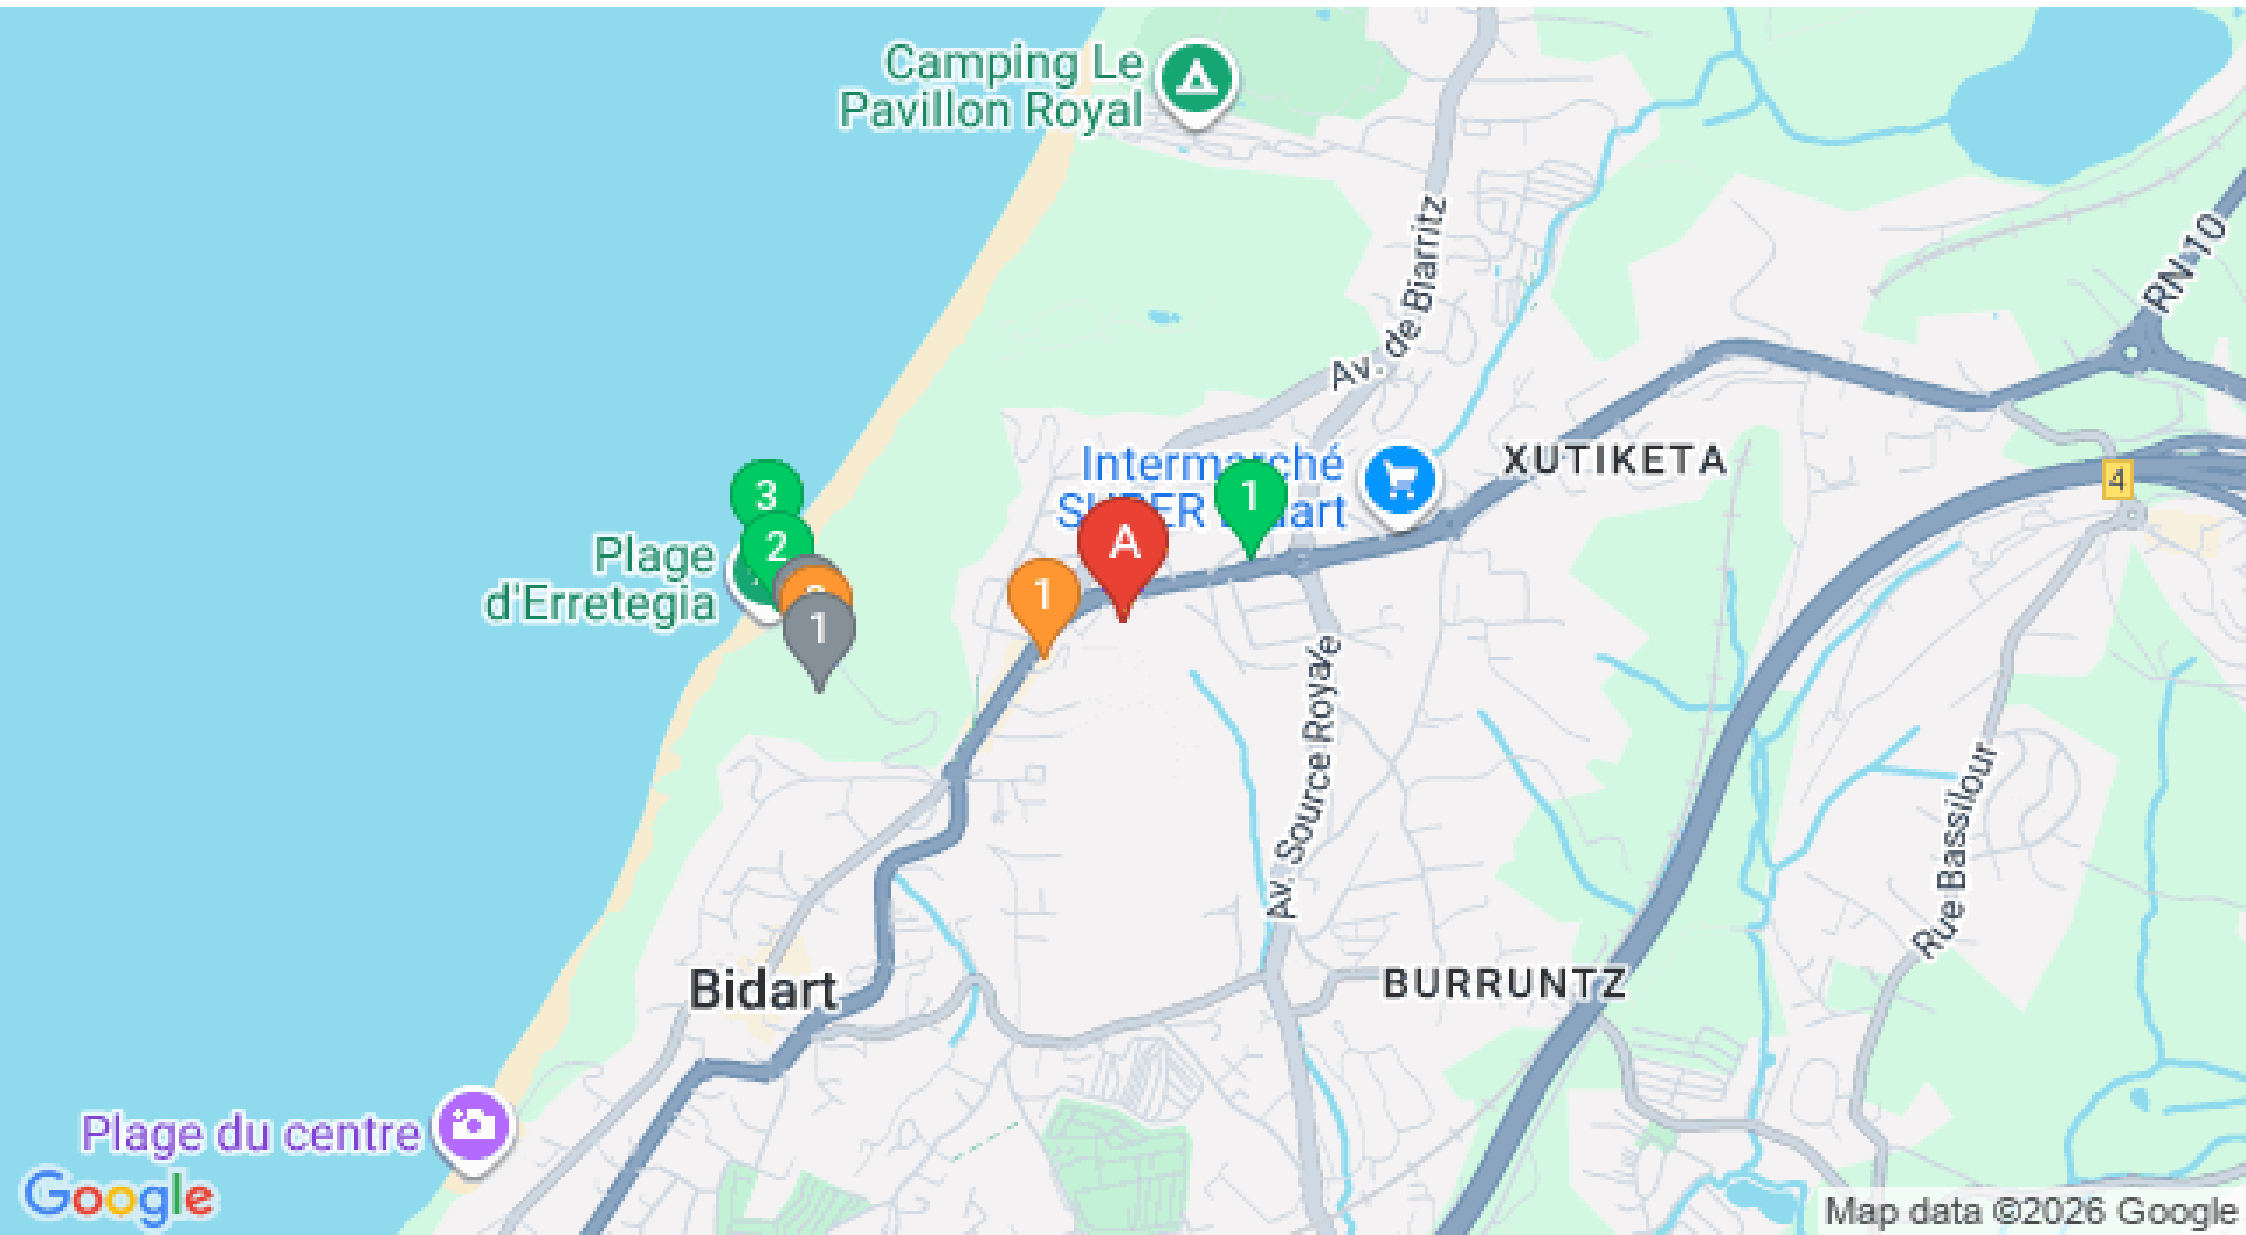 Camping Le
Pavillon Royal
Av. de Biarritz
RN-10
XUTIKETA
4
3
2
1
1
1
A
Plage
d'Erretegia
Av. Source Royale
Rue Bassilour
Bidart
BURRUNTZ
Plage du centre
Google
Map data ©2026 Google